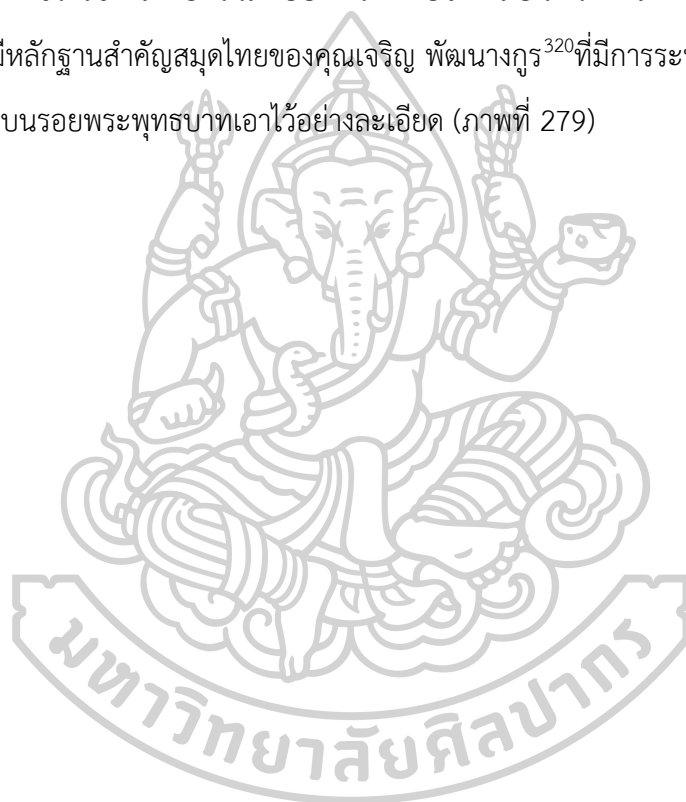 มีหลักฐานสำคัญสมุดไทยของคุณเจริญ พัฒนางกูร320ที่มีการระบ
บนรอยพระพุทธบาทเอาไว้อย่างละเอียด (ภาพที่ 279)
มหาวิทยาลัยศิลปากร